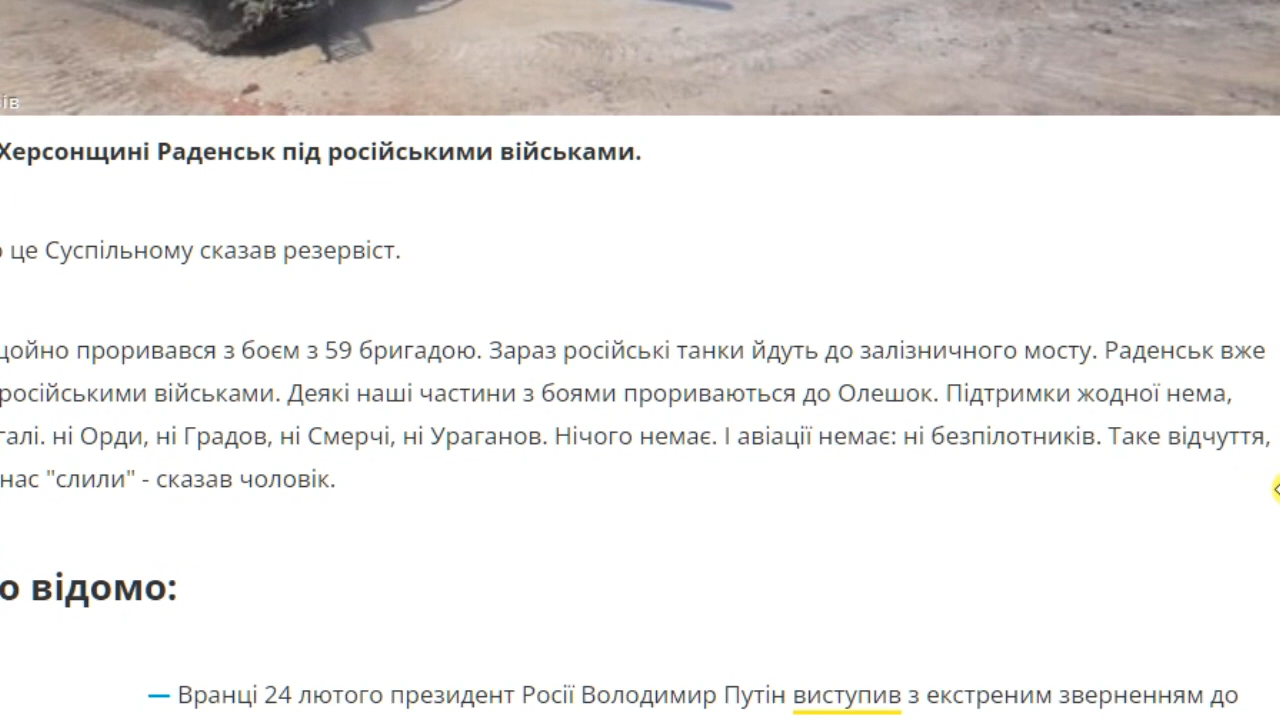 ів
Херсонщині Раденськ під російськими військами.
це Суспільному сказав резервіст.
щойно проривався з боєм з 59 бригадою. Зараз російські танки йдуть до залізничного мосту. Раденськ вже
російськими військами. Деякі наші частини з боями прориваються до Олешок. Підтримки жодної нема,
галі. ні Орди, ні Градов, ні Смерчі, ні Ураганов. Нічого немає. І авіації немає: ні безпілотників. Таке відчуття,
нас "слили" - сказав чоловік.
о відомо:
— Вранці 24 лютого президент Росії Володимир Путін виступив з екстреним зверненням до